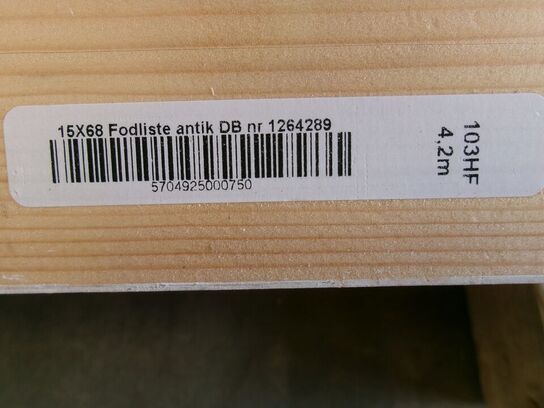 15X68 Fodliste antik DB nr 1264289
5704925000750
103HF
4,2m